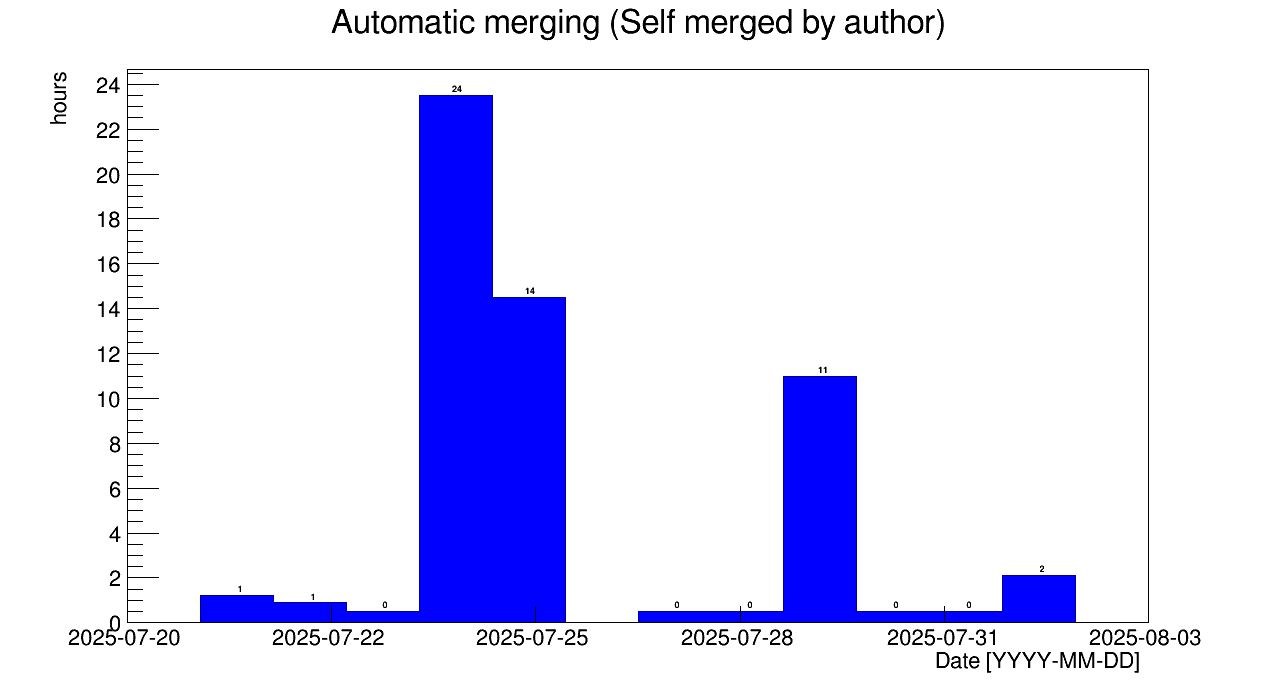 Automatic merging (Self merged by author)
hours
24
22
20
18
16
14
12
10
8
6
4
2
0
1 1 0 24 14 0 0 11 0 0 2
2025-07-20 2025-07-22 2025-07-25 2025-07-28 2025-07-31 2025-08-03
Date [YYYY-MM-DD]